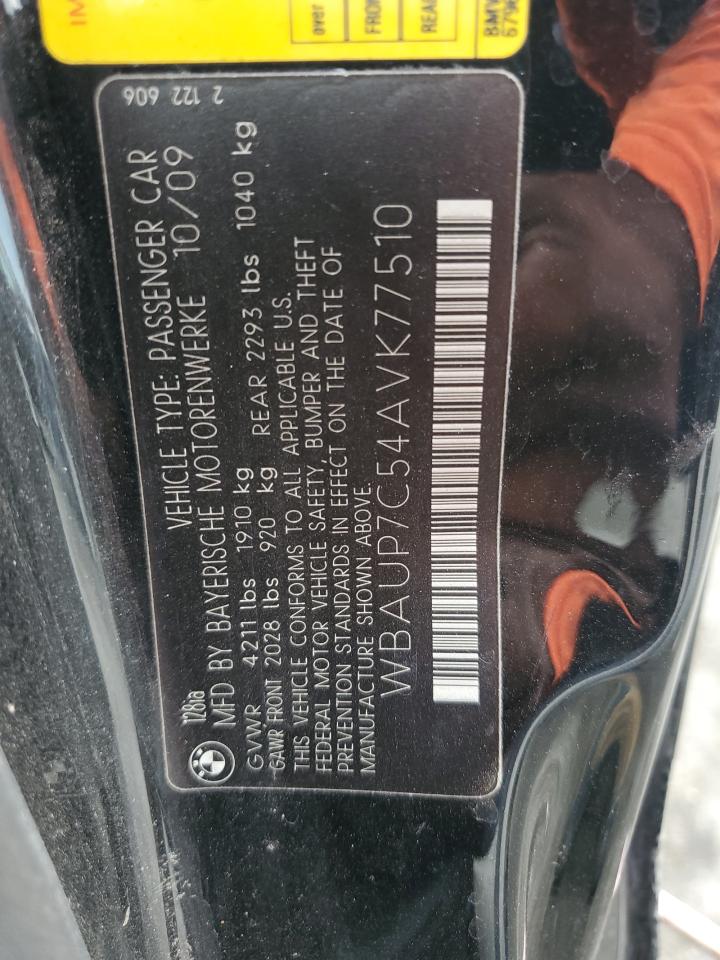 2 122 606
128ia VEHICLE TYPE: PASSENGER CAR
MFD BY BAYERISCHE MOTORENWERKE 10/09
GVWR 4211 lbs 1910 kg
GAWR FRONT 2028 lbs 920 kg REAR 2293 lbs 1040 kg
THIS VEHICLE CONFORMS TO ALL APPLICABLE U.S.
FEDERAL MOTOR VEHICLE SAFETY, BUMPER AND THEFT
PREVENTION STANDARDS IN EFFECT ON THE DATE OF
MANUFACTURE SHOWN ABOVE.
WBAUP7C54AVK77510
over
BMW